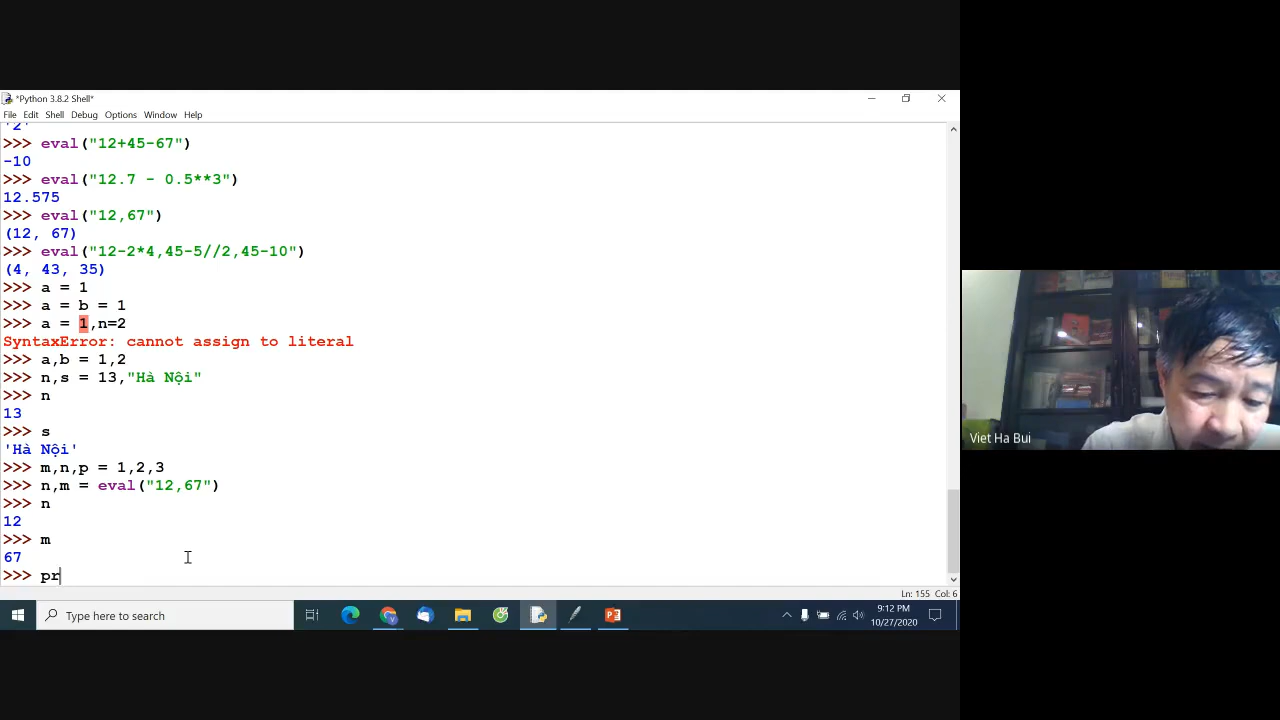 *Python 3.8.2 Shell*
File Edit Shell Debug Options Window Help
'2'
>>> eval("12+45-67")
-10
>>> eval("12.7 - 0.5**3")
12.575
>>> eval("12,67")
(12, 67)
>>> eval("12-2*4,45-5//2,45-10")
(4, 43, 35)
>>> a = 1
>>> a = b = 1
>>> a = 1,n=2
SyntaxError: cannot assign to literal
>>> a,b = 1,2
>>> n,s = 13,"Hà Nội"
>>> n
13
>>> s
'Hà Nội'
>>> m,n,p = 1,2,3
>>> n,m = eval("12,67")
>>> n
12
>>> m
67
>>> pr
Ln: 155 Col: 6
Type here to search
9:12 PM
10/27/2020
Viet Ha Bui